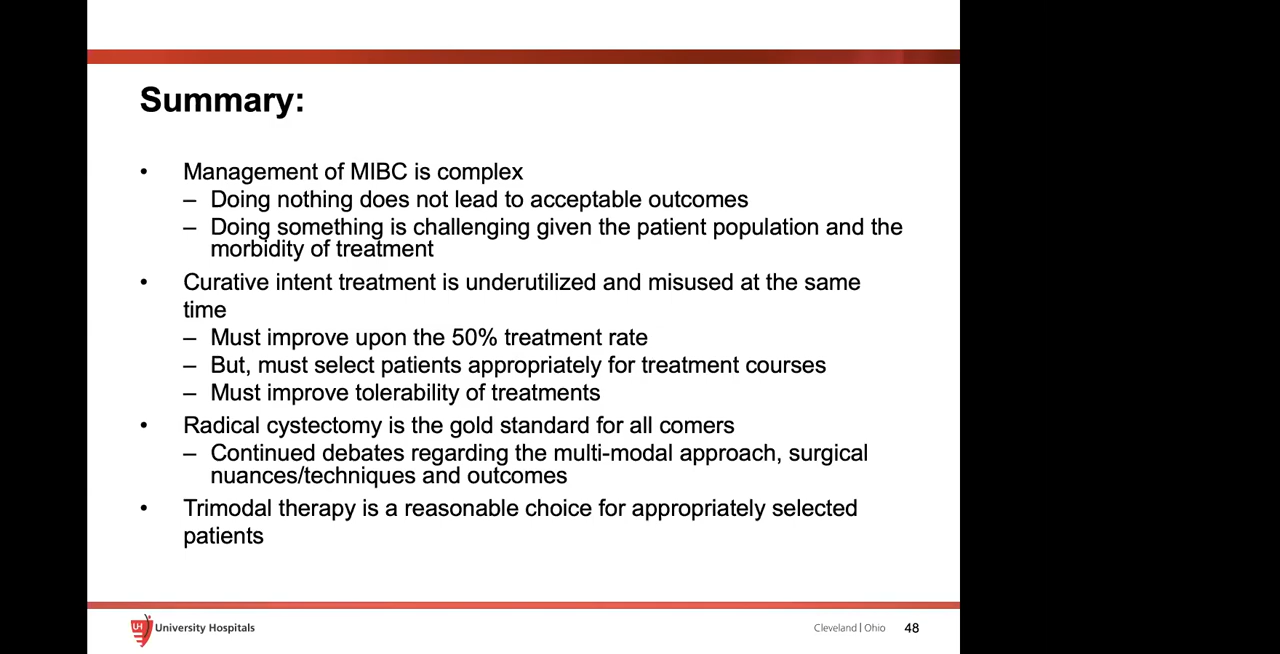 Summary:
• Management of MIBC is complex
– Doing nothing does not lead to acceptable outcomes
– Doing something is challenging given the patient population and the
morbidity of treatment
• Curative intent treatment is underutilized and misused at the same
time
– Must improve upon the 50% treatment rate
– But, must select patients appropriately for treatment courses
– Must improve tolerability of treatments
• Radical cystectomy is the gold standard for all comers
– Continued debates regarding the multi-modal approach, surgical
nuances/techniques and outcomes
• Trimodal therapy is a reasonable choice for appropriately selected
patients
UH University Hospitals
Cleveland | Ohio 48